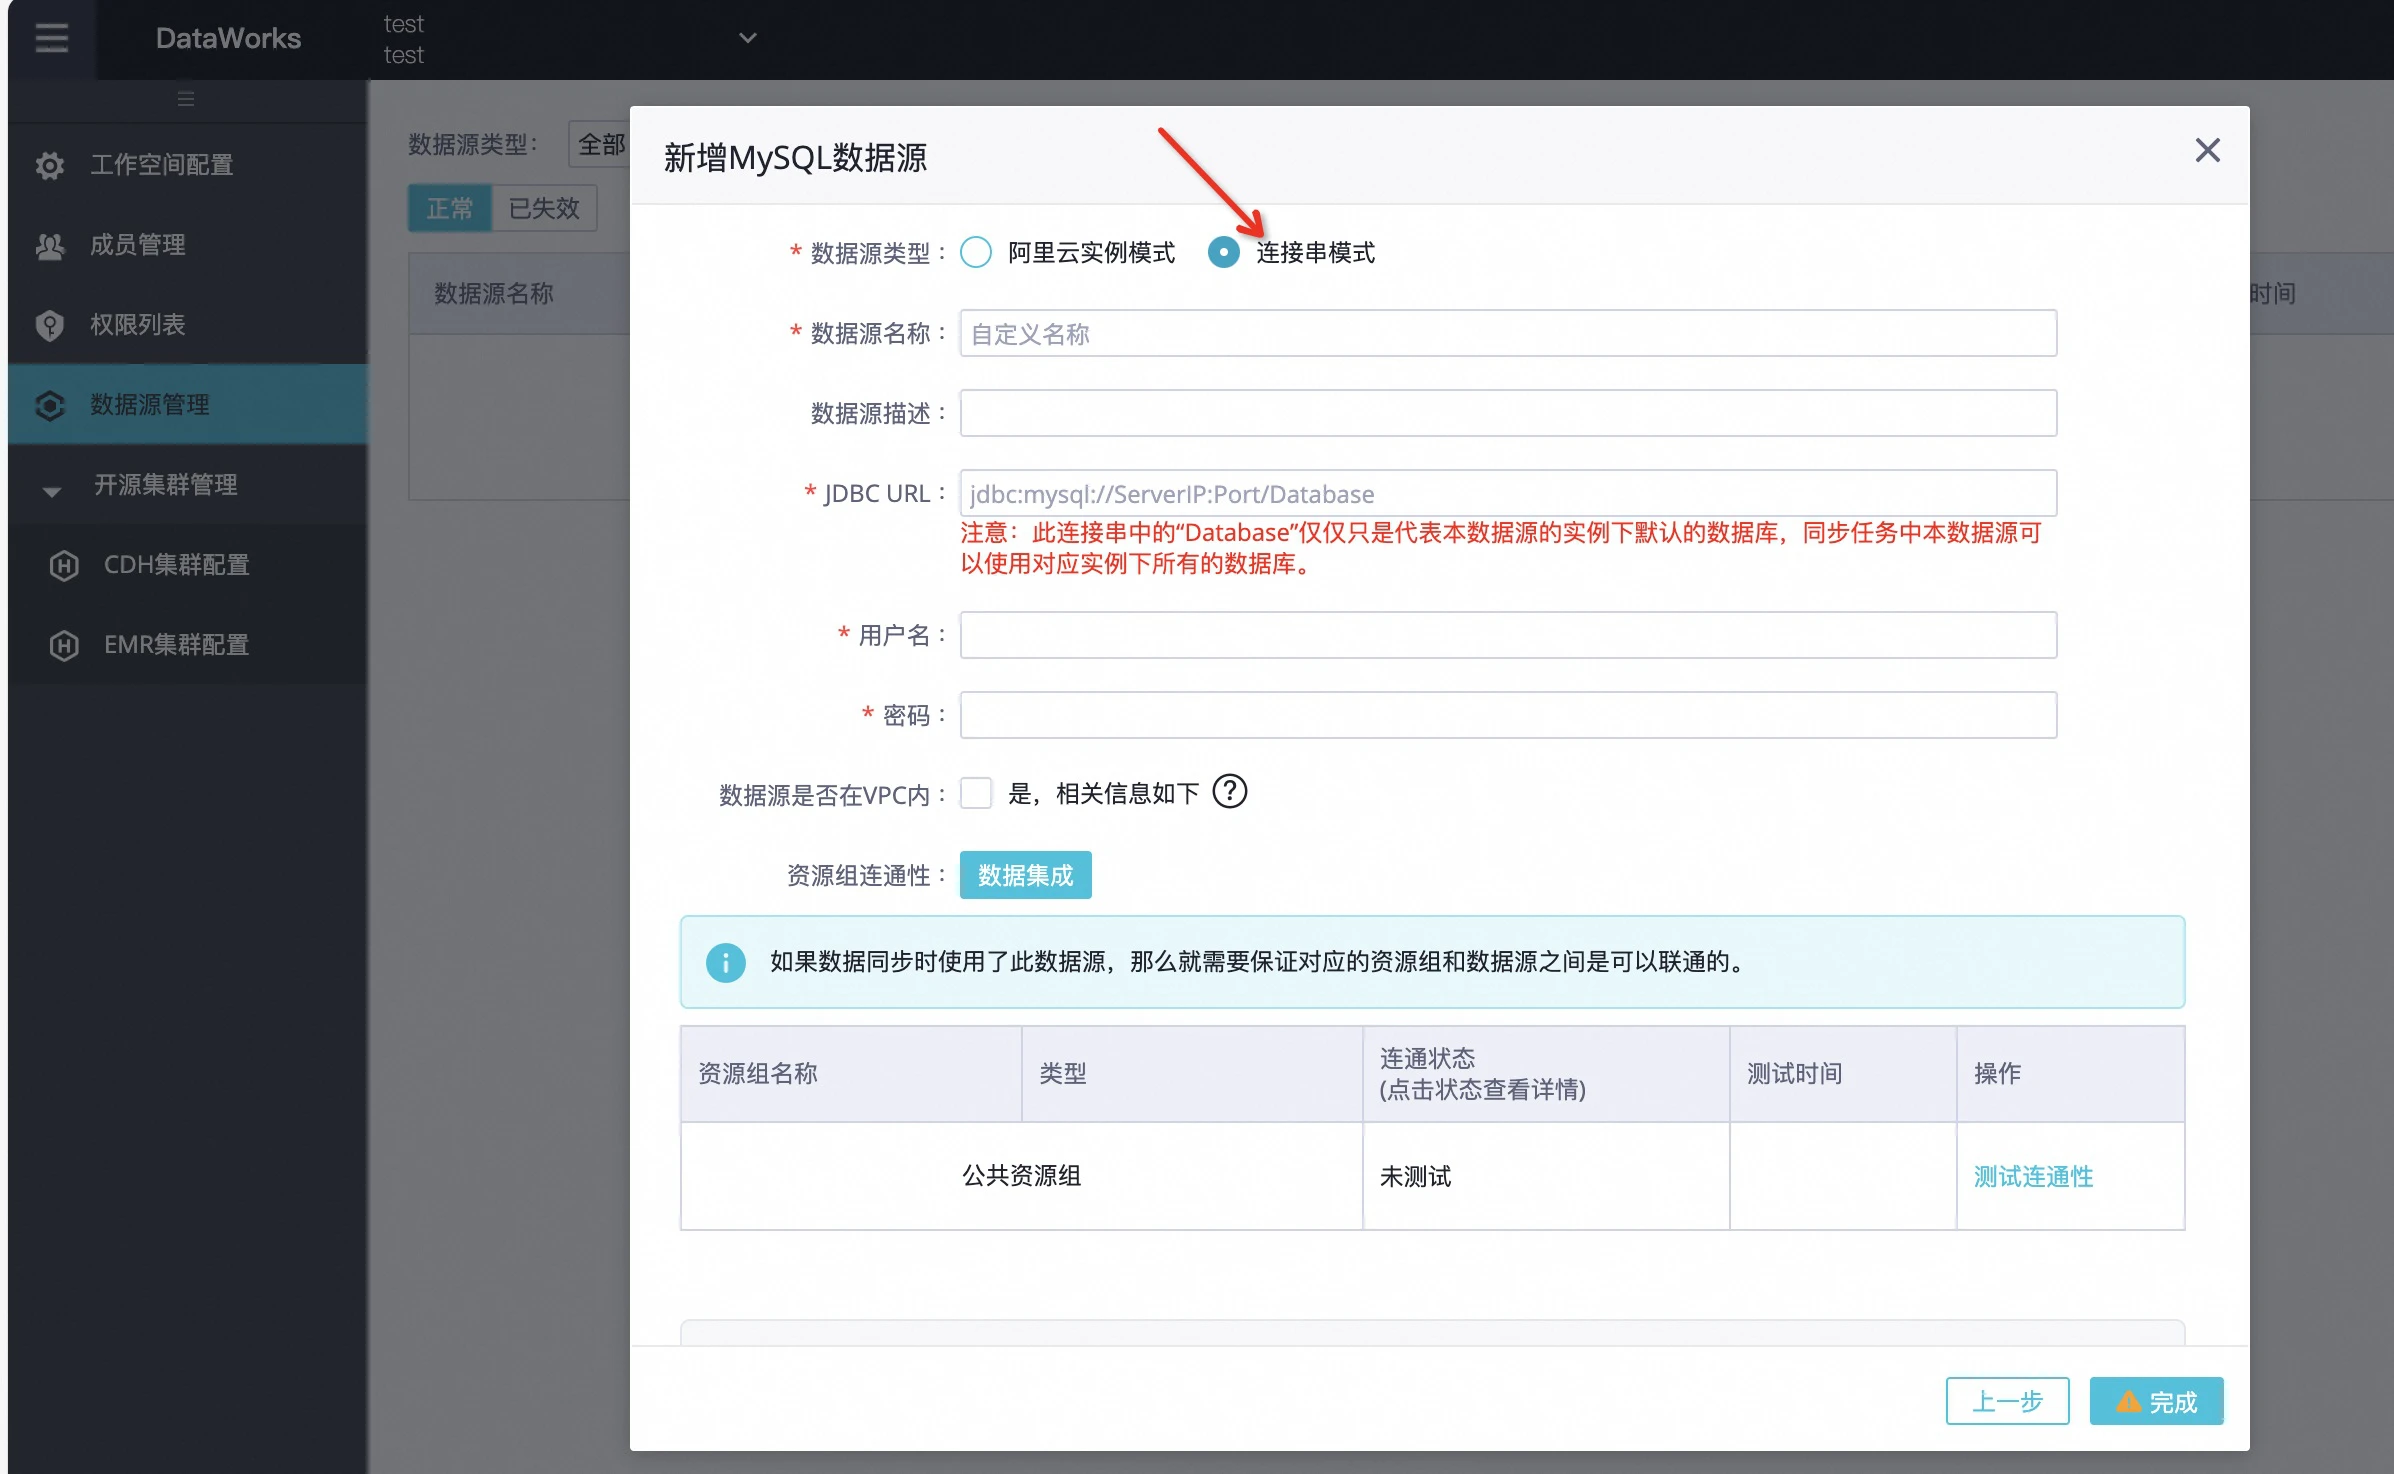 DataWorks
test
test
工作空间配置
成员管理
权限列表
数据源管理
开源集群管理
CDH集群配置
EMR集群配置
数据源类型：
全部
正常
已失效
数据源名称
时间
新增MySQL数据源
* 数据源类型： 阿里云实例模式 连接串模式
* 数据源名称： 自定义名称
数据源描述：
* JDBC URL： jdbc:mysql://ServerIP:Port/Database
注意：此连接串中的“Database”仅仅只是代表本数据源的实例下默认的数据库，同步任务中本数据源可
以使用对应实例下所有的数据库。
* 用户名：
* 密码：
数据源是否在VPC内： 是，相关信息如下 ?
资源组连通性： 数据集成
如果数据同步时使用了此数据源，那么就需要保证对应的资源组和数据源之间是可以联通的。
资源组名称 类型 连通状态 测试时间 操作
(点击状态查看详情)
公共资源组 未测试 测试连通性
上一步 完成